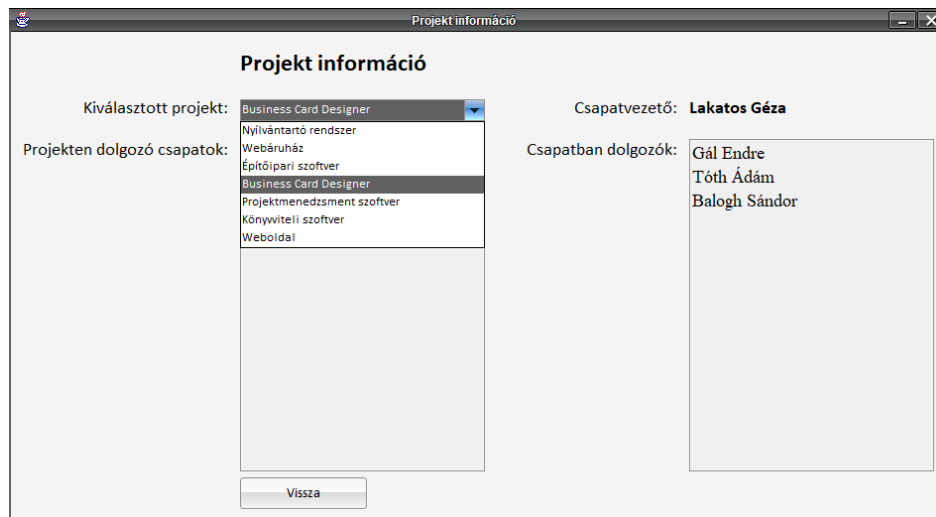 Projekt információ
Projekt információ
Kiválasztott projekt:
Business Card Designer
Nyílvántartó rendszer
Webáruház
Építőipari szoftver
Business Card Designer
Projektmenedzsment szoftver
Könyvviteli szoftver
Weboldal
Projekten dolgozó csapatok:
Csapatvezető: Lakatos Géza
Csapatban dolgozók:
Gál Endre
Tóth Ádám
Balogh Sándor
Vissza